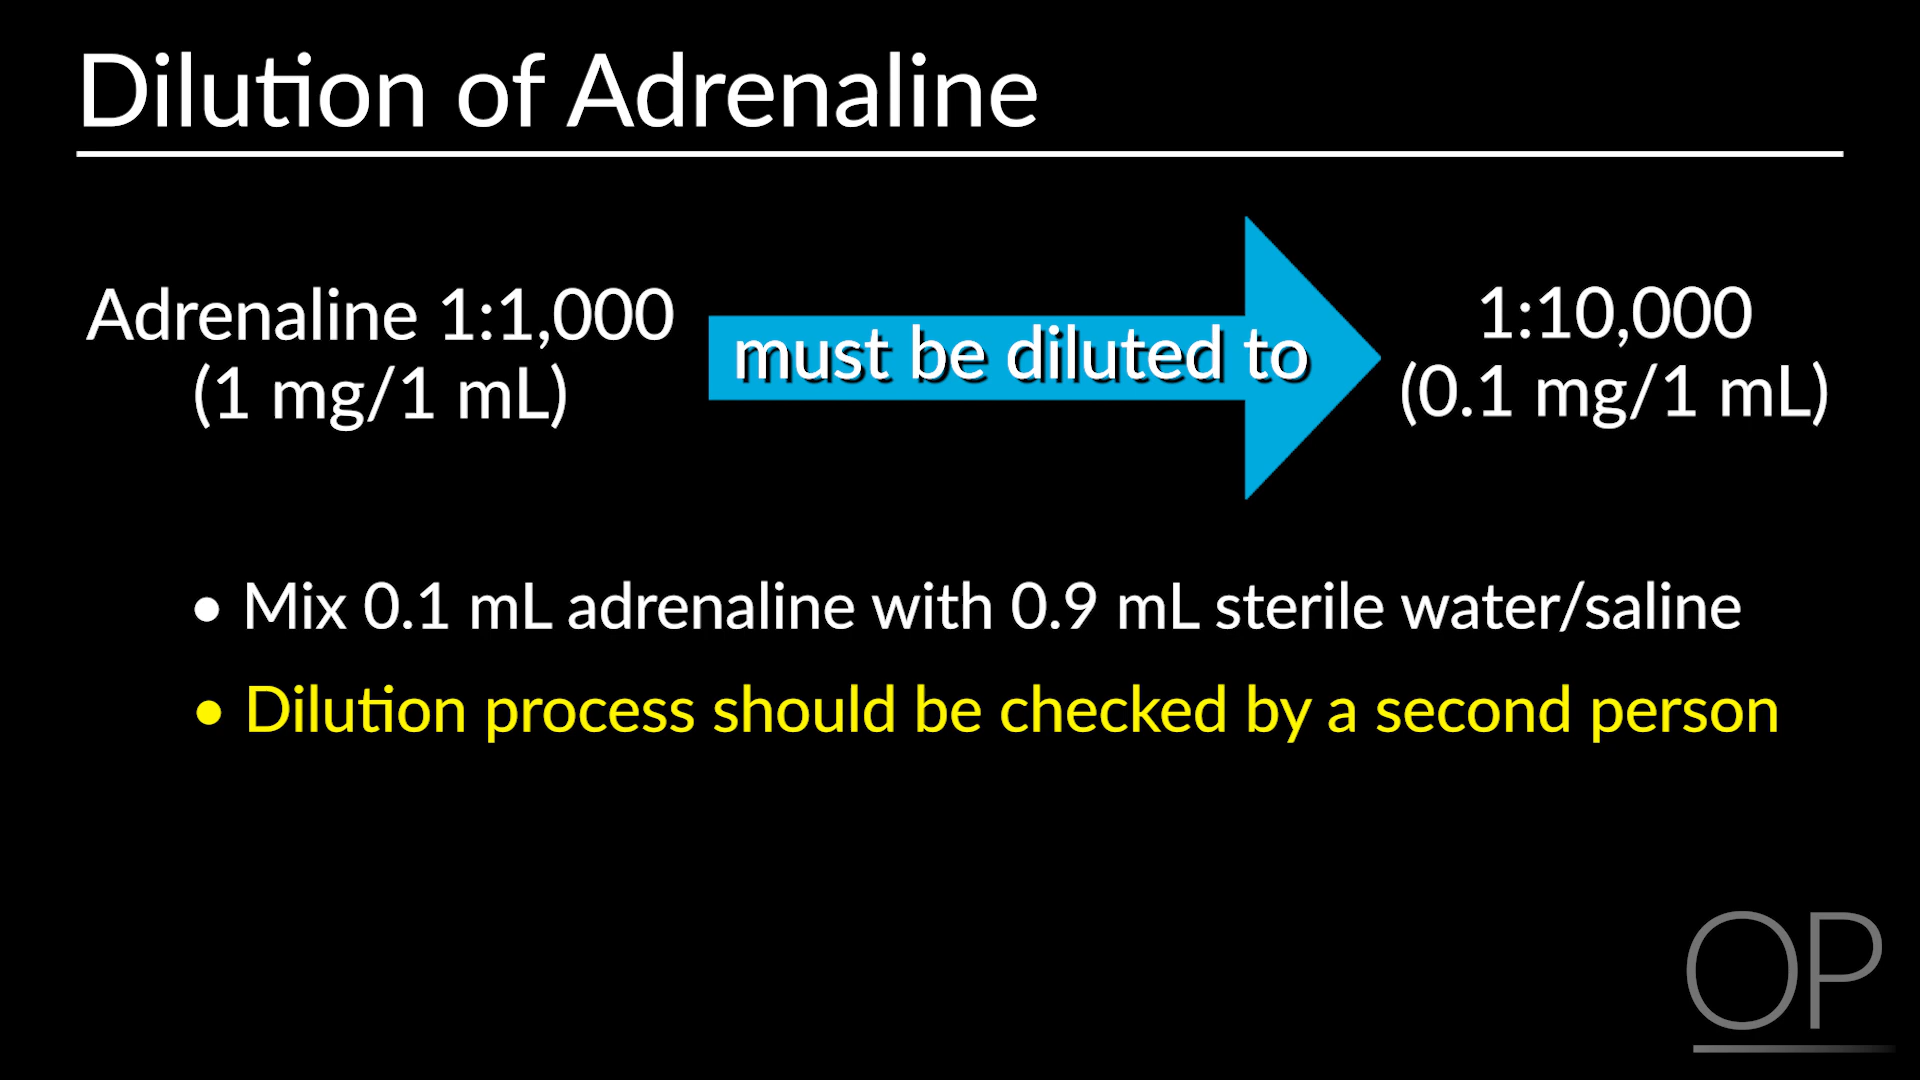 Dilution of Adrenaline
Adrenaline 1:1,000
(1 mg/1 mL)
must be diluted to
1:10,000
(0.1 mg/1 mL)
• Mix 0.1 mL adrenaline with 0.9 mL sterile water/saline
• Dilution process should be checked by a second person
OP